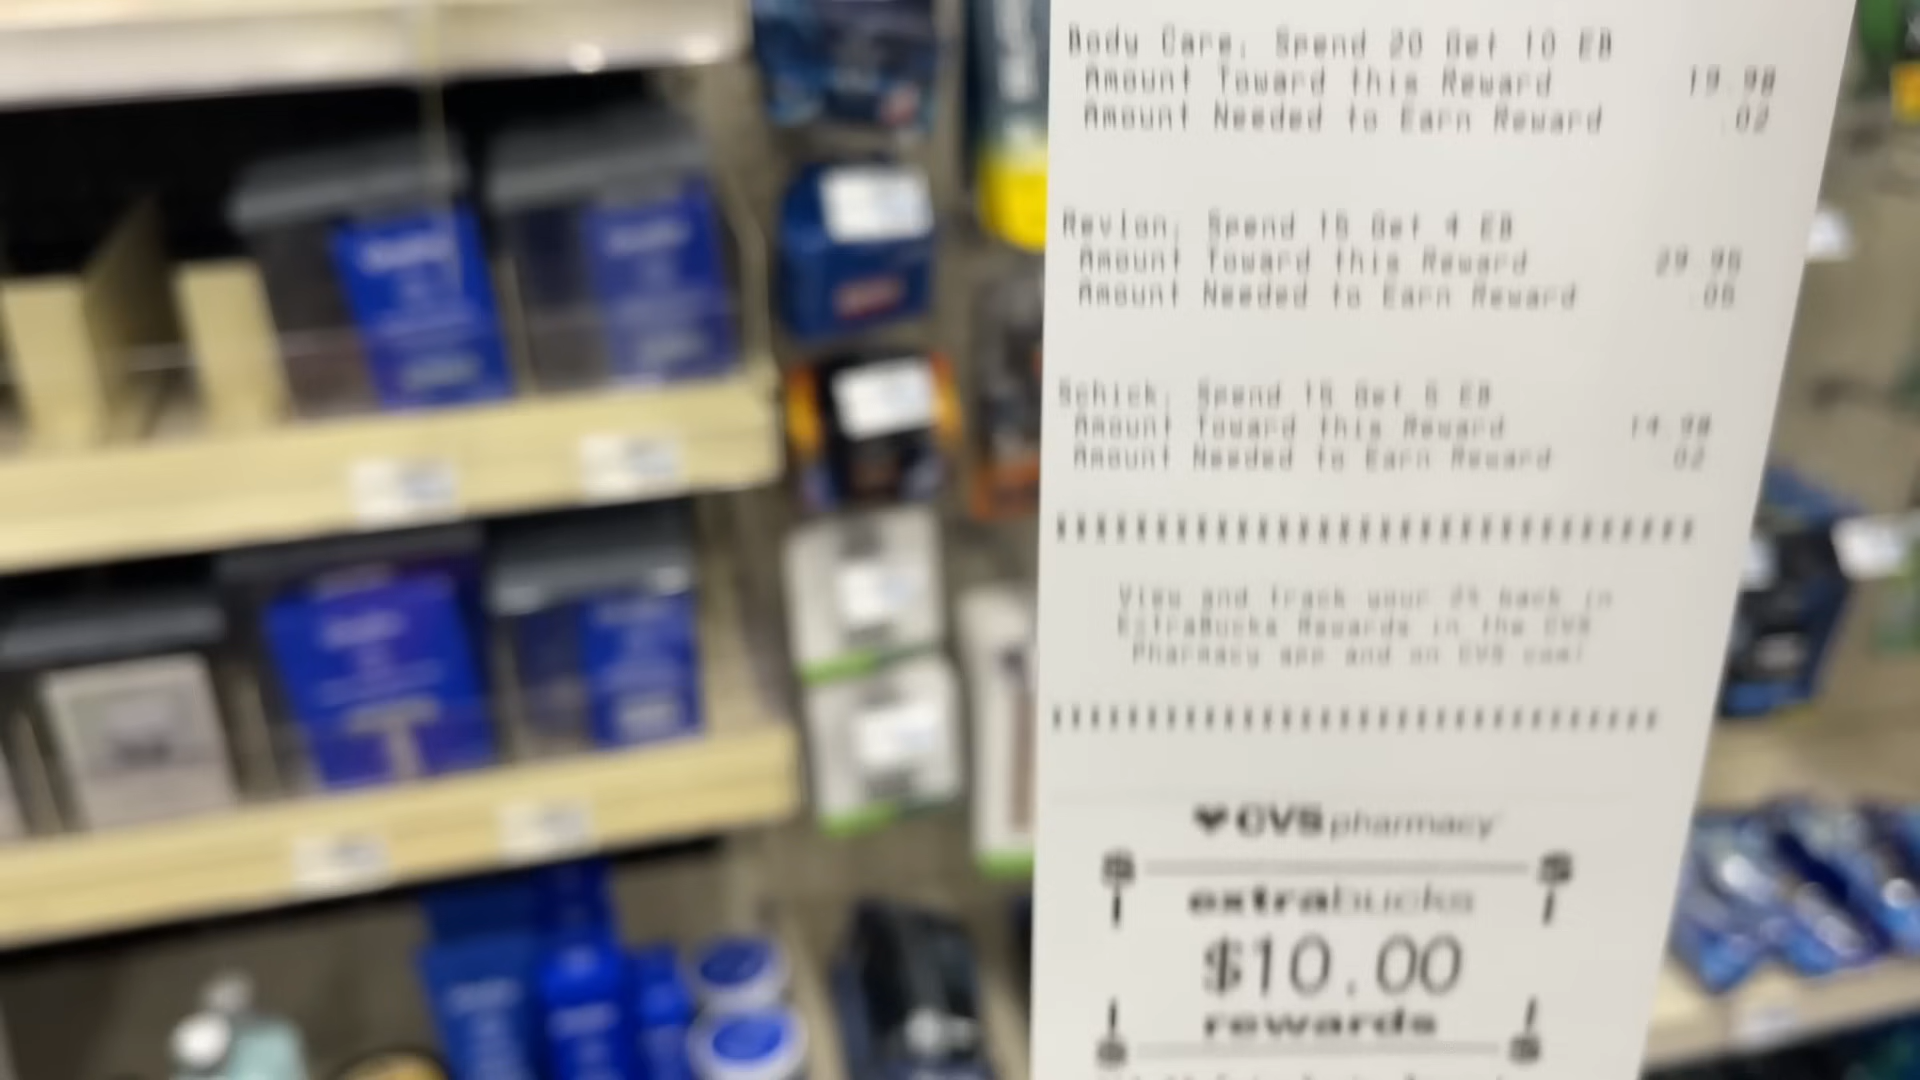 Body Care, Spend 20 Get 10 EB
Amount Toward this Reward 19.98
Amount Needed to Earn Reward .02
Revlon, Spend 15 Get 4 EB
Amount Toward this Reward 29.95
Amount Needed to Earn Reward .05
Schick, Spend 15 Get 5 EB
Amount Toward this Reward 14.98
Amount Needed to Earn Reward .02
View and track your 2% back in
ExtraBucks Rewards in the CVS
Pharmacy app and on CVS.com!
CVS pharmacy
extrabucks
$10.00
rewards